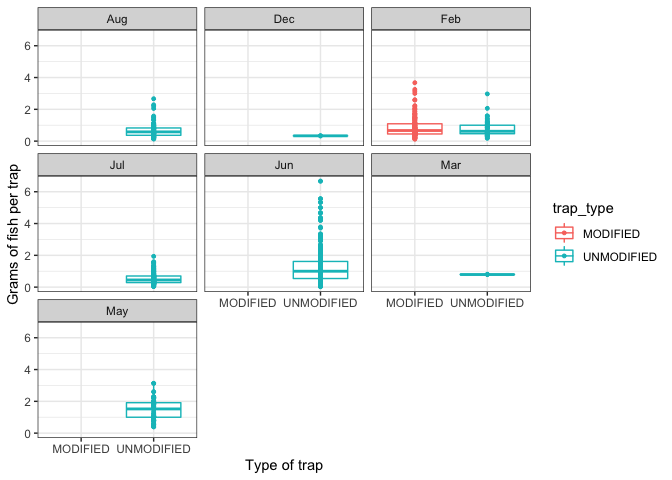 Aug Dec Feb
6
4
2
0
Jul Jun Mar
6
4
2
0
MODIFIED UNMODIFIED MODIFIED UNMODIFIED
May
6
4
2
0
MODIFIED UNMODIFIED
Type of trap
Grams of fish per trap
trap_type
MODIFIED
UNMODIFIED